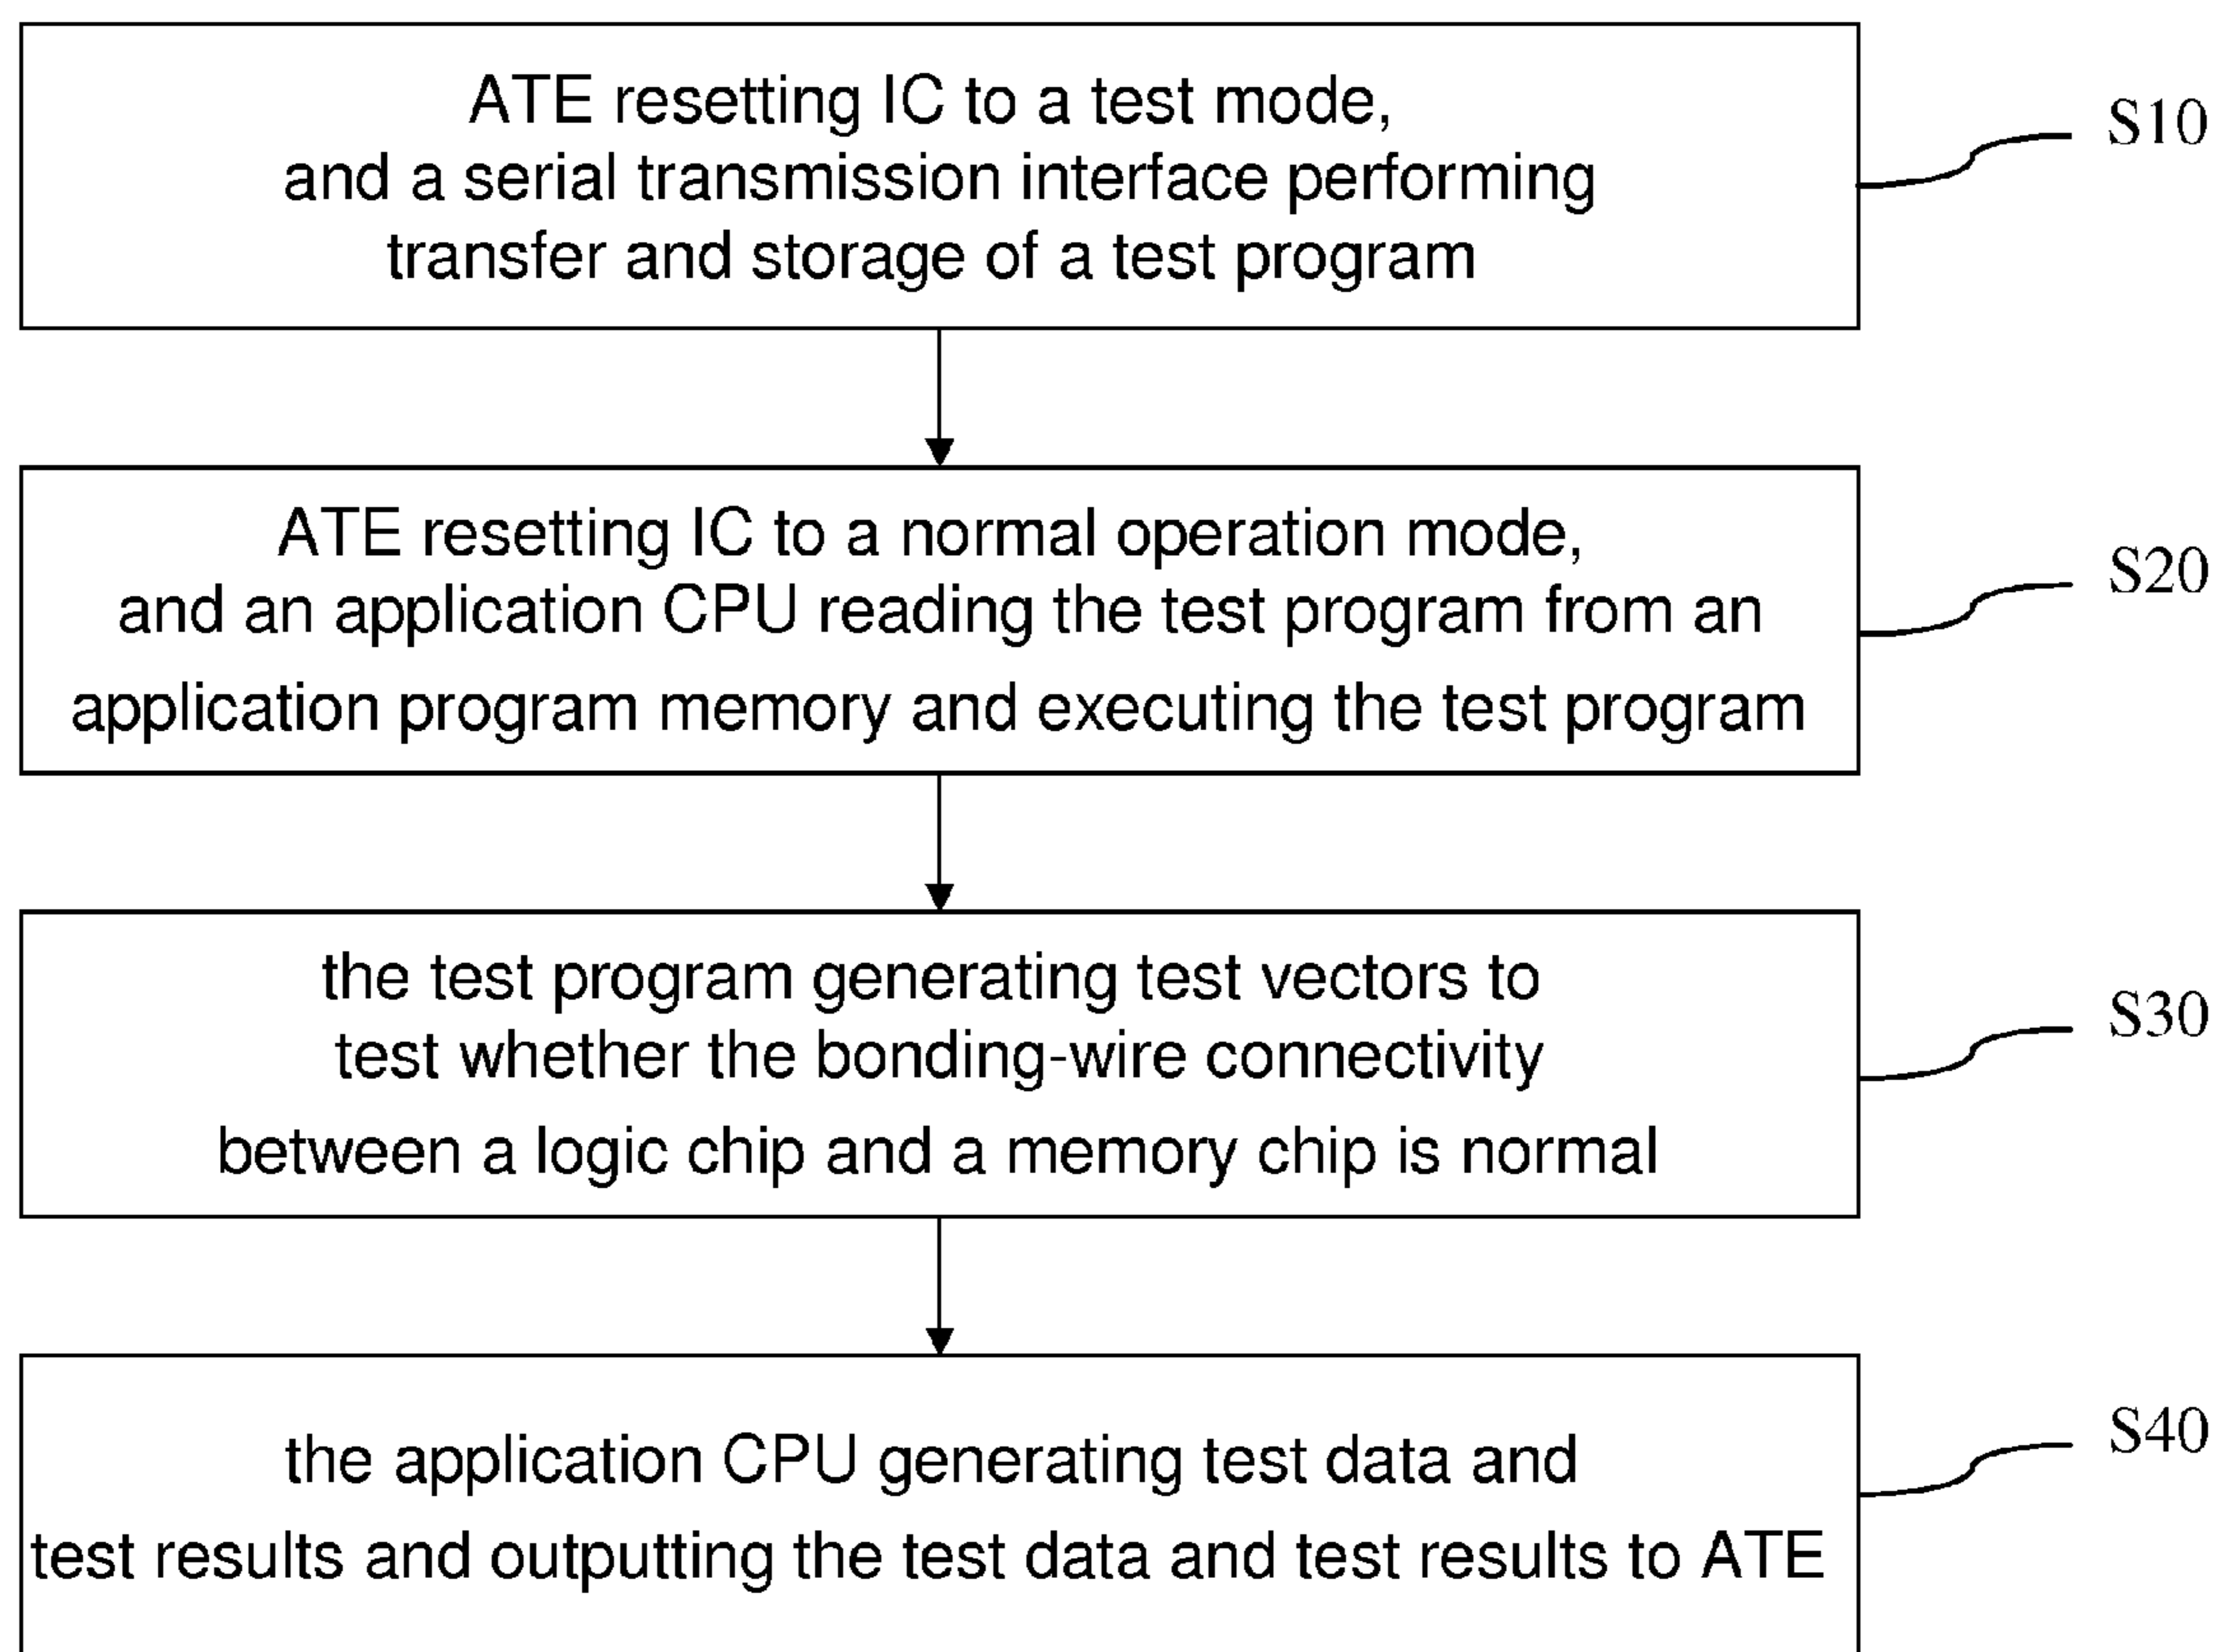 ATE resetting IC to a test mode,
and a serial transmission interface performing
transfer and storage of a test program
S10
ATE resetting IC to a normal operation mode,
and an application CPU reading the test program from an
application program memory and executing the test program
S20
the test program generating test vectors to
test whether the bonding-wire connectivity
between a logic chip and a memory chip is normal
S30
the application CPU generating test data and
test results and outputting the test data and test results to ATE
S40